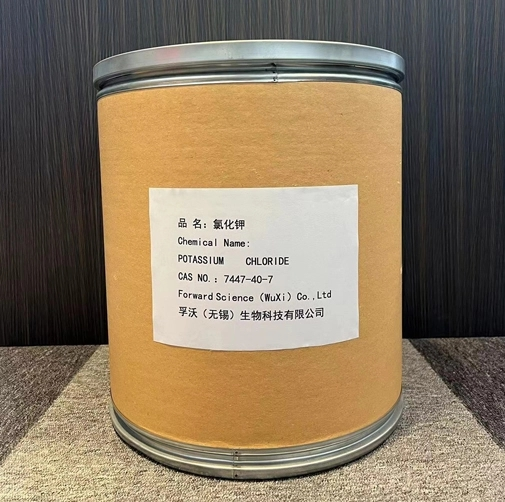 品 名：氯化钾
Chemical Name:
POTASSIUM CHLORIDE
CAS NO.：7447-40-7
Forward Science（WuXi）Co.,Ltd
孚沃（无锡）生物科技有限公司